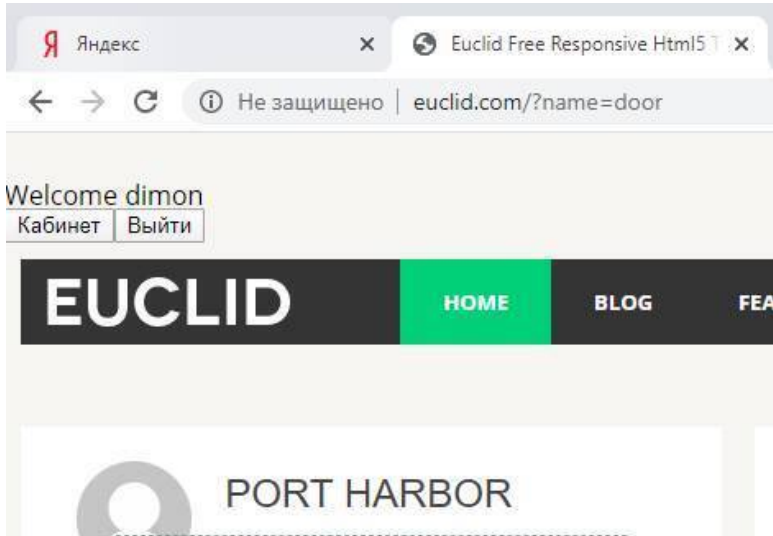 Я Яндекс
Euclid Free Responsive Html5 T
Не защищено | euclid.com/?name=door
Welcome dimon
Кабинет Выйти
EUCLID HOME BLOG FEA
PORT HARBOR